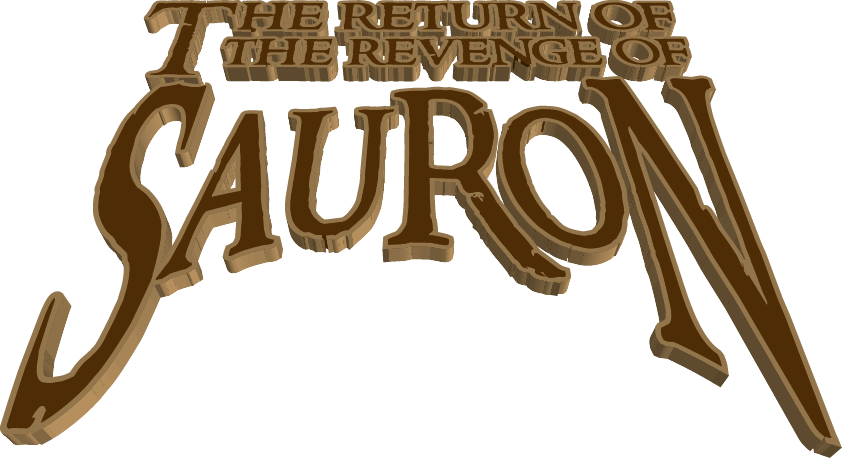 THE RETURN OF
THE REVENGE OF
SAURON